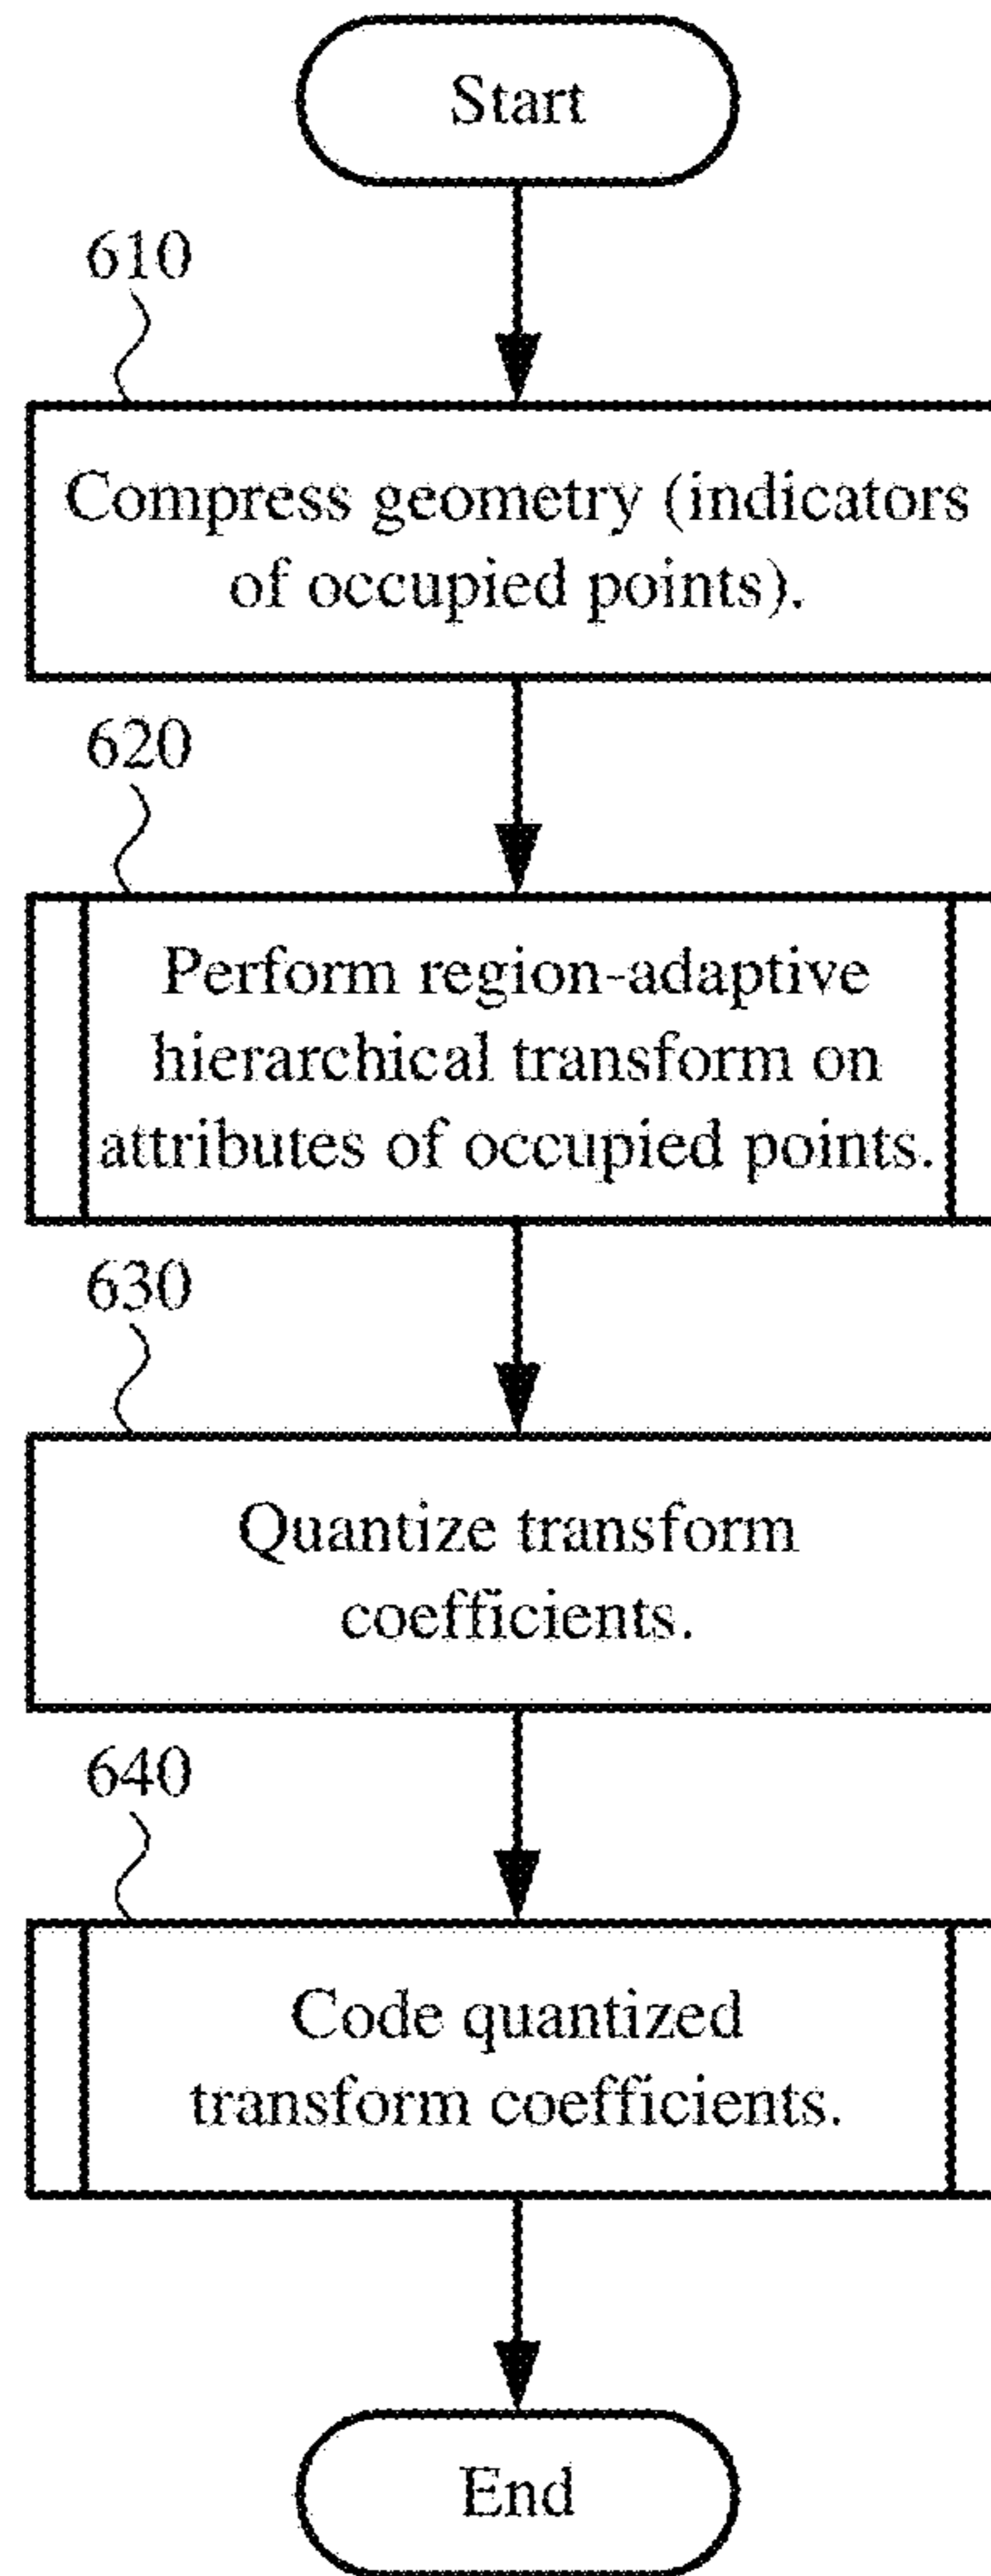 Start
610
Compress geometry (indicators
of occupied points).
620
Perform region-adaptive
hierarchical transform on
attributes of occupied points.
630
Quantize transform
coefficients.
640
Code quantized
transform coefficients.
End